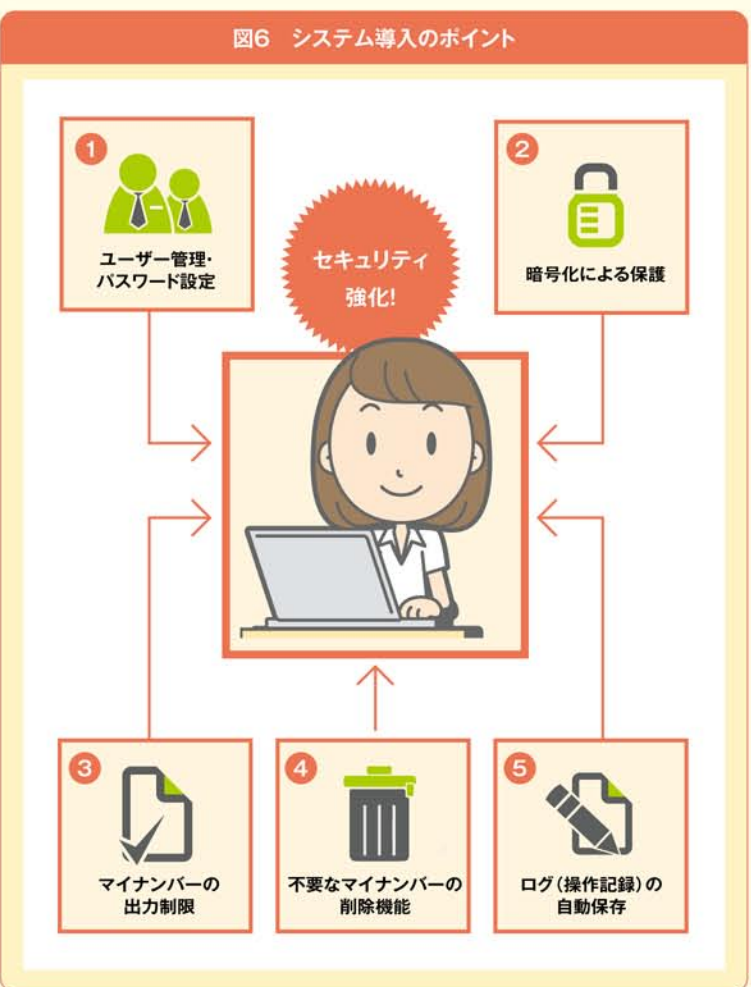 図6 システム導入のポイント
1
ユーザー管理・
パスワード設定
2
暗号化による保護
セキュリティ
強化!
3
マイナンバーの
出力制限
4
不要なマイナンバーの
削除機能
5
ログ(操作記録)の
自動保存